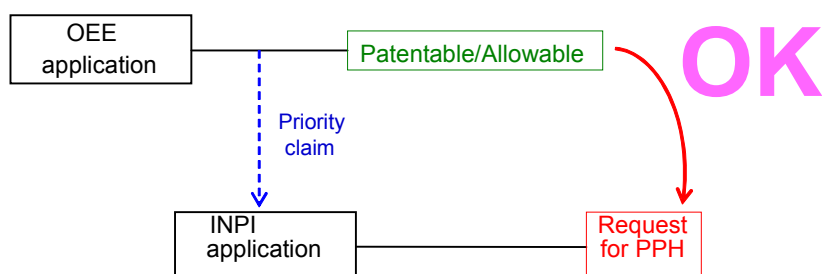 OEE
application
Patentable/Allowable
OK
Priority
claim
INPI
application
Request
for PPH